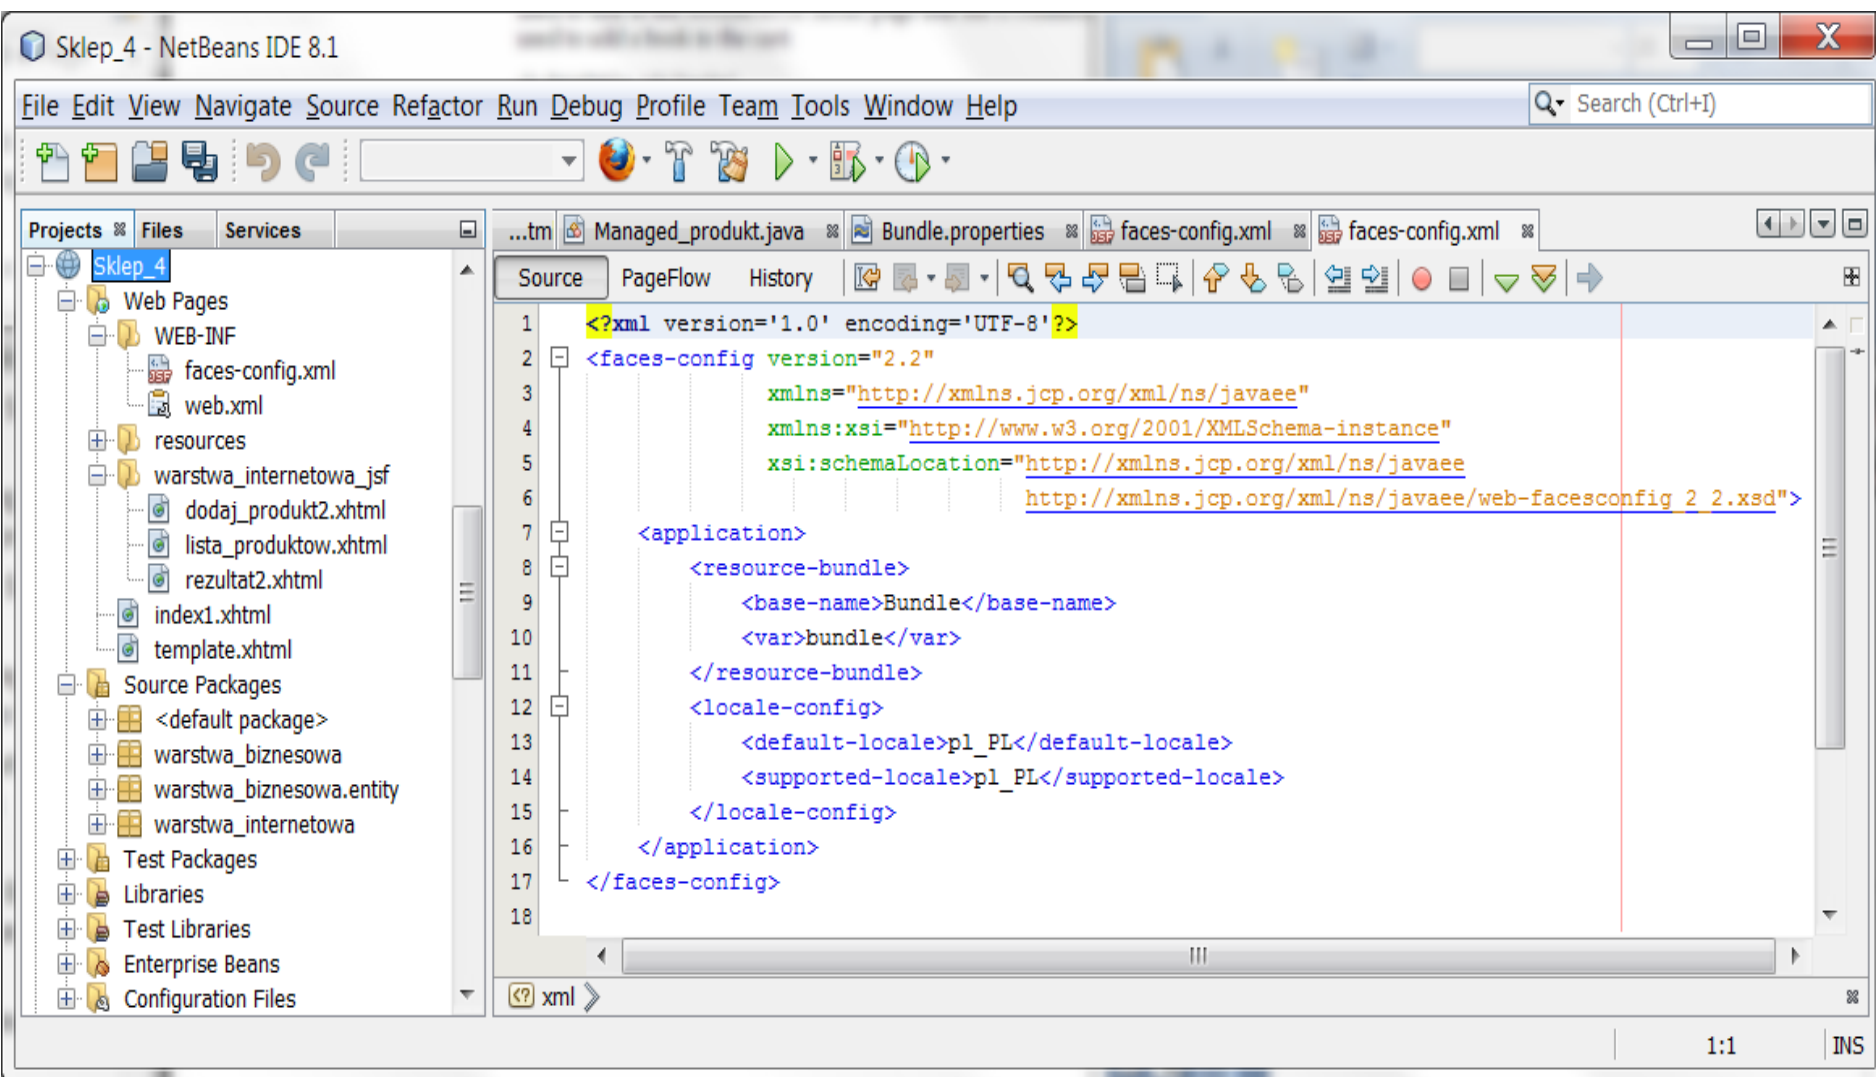 Sklep_4 - NetBeans IDE 8.1
File Edit View Navigate Source Refactor Run Debug Profile Team Tools Window Help
Search (Ctrl+I)
Projects Files Services
...tm Managed_produkt.java Bundle.properties faces-config.xml faces-config.xml
Source PageFlow History
Sklep_4
Web Pages
WEB-INF
faces-config.xml
web.xml
resources
warstwa_internetowa_jsf
dodaj_produkt2.xhtml
lista_produktow.xhtml
rezultat2.xhtml
index1.xhtml
template.xhtml
Source Packages
<default package>
warstwa_biznesowa
warstwa_biznesowa.entity
warstwa_internetowa
Test Packages
Libraries
Test Libraries
Enterprise Beans
Configuration Files
1 <?xml version='1.0' encoding='UTF-8'?>
2 <faces-config version="2.2"
3 xmlns="http://xmlns.jcp.org/xml/ns/javaee"
4 xmlns:xsi="http://www.w3.org/2001/XMLSchema-instance"
5 xsi:schemaLocation="http://xmlns.jcp.org/xml/ns/javaee
6 http://xmlns.jcp.org/xml/ns/javaee/web-facesconfig_2_2.xsd">
7 <application>
8 <resource-bundle>
9 <base-name>Bundle</base-name>
10 <var>bundle</var>
11 </resource-bundle>
12 <locale-config>
13 <default-locale>pl_PL</default-locale>
14 <supported-locale>pl_PL</supported-locale>
15 </locale-config>
16 </application>
17 </faces-config>
18
xml
1:1 INS